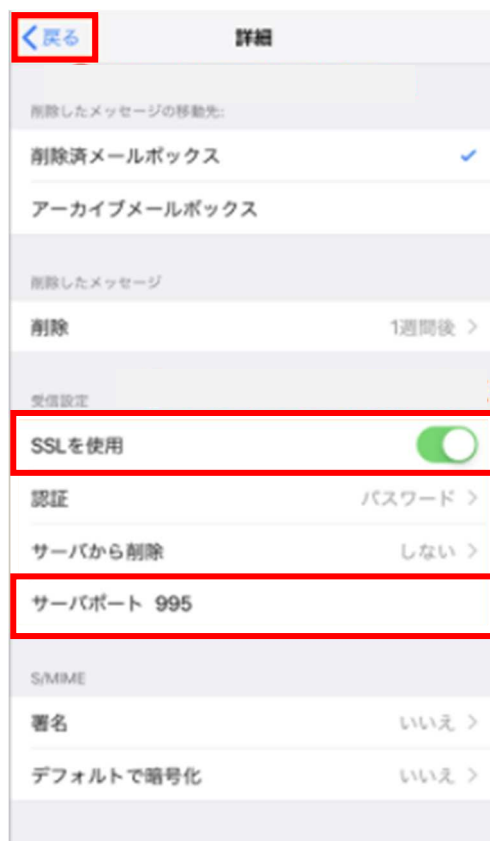 戻る 詳細
削除したメッセージの移動先:
削除済メールボックス
アーカイブメールボックス
削除したメッセージ
削除 1週間後
受信設定
SSLを使用
認証 パスワード
サーバから削除 しない
サーバポート 995
S/MIME
署名 いいえ
デフォルトで暗号化 いいえ